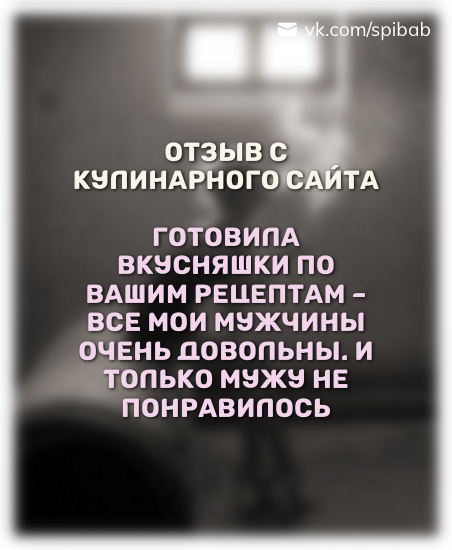 vk.com/spibab
ОТЗЫВ С
КУЛИНАРНОГО САЙТА
ГОТОВИЛА
ВКУСНЯШКИ ПО
ВАШИМ РЕЦЕПТАМ –
ВСЕ МОИ МУЖЧИНЫ
ОЧЕНЬ ДОВОЛЬНЫ. И
ТОЛЬКО МУЖУ НЕ
ПОНРАВИЛОСЬ